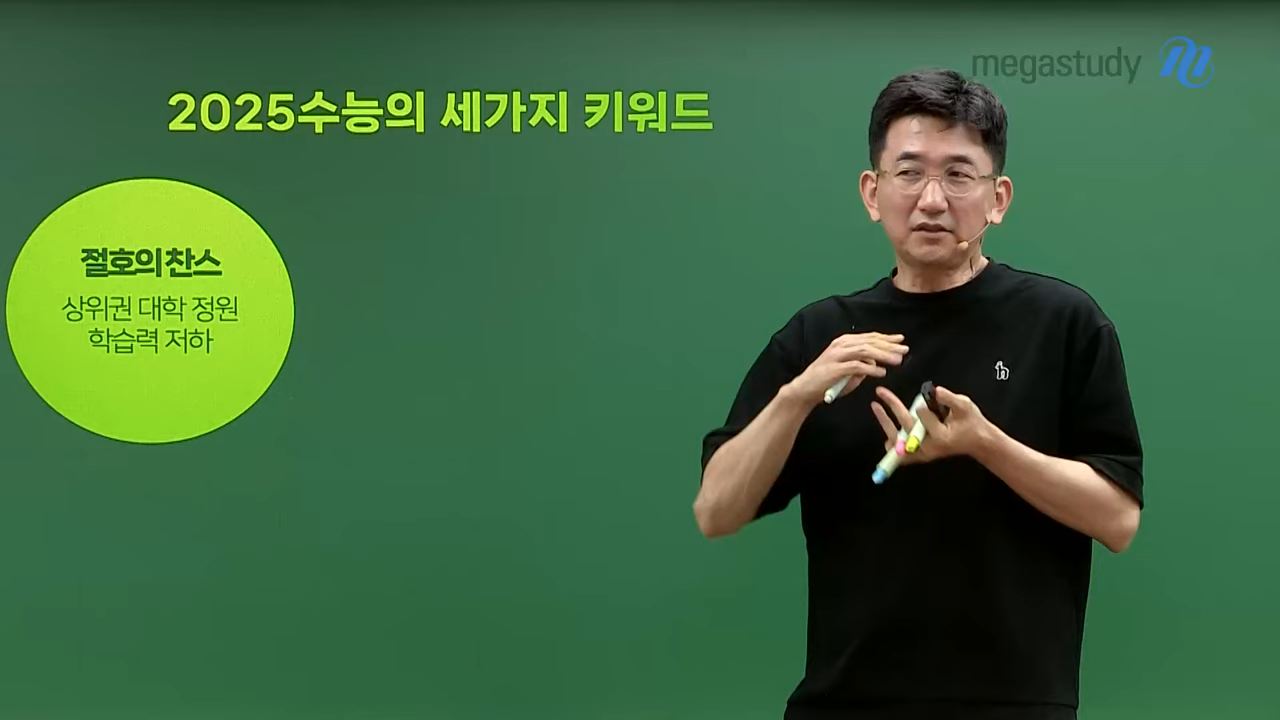 megastudy
2025수능의 세가지 키워드
절호의 찬스
상위권 대학 정원
학습력 저하